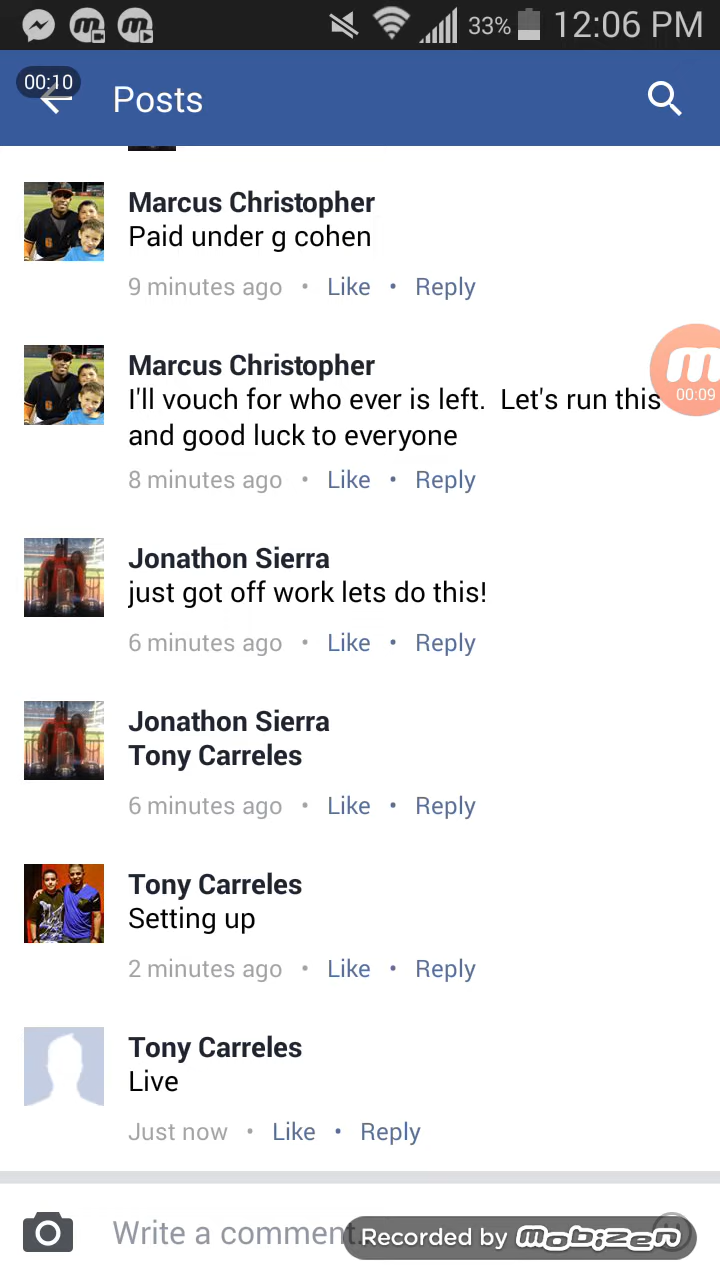 33% 12:06 PM
00:10
Posts
Marcus Christopher
Paid under g cohen
9 minutes ago • Like • Reply
Marcus Christopher
I'll vouch for who ever is left. Let's run this
and good luck to everyone
8 minutes ago • Like • Reply
m
00:09
Jonathon Sierra
just got off work lets do this!
6 minutes ago • Like • Reply
Jonathon Sierra
Tony Carreles
6 minutes ago • Like • Reply
Tony Carreles
Setting up
2 minutes ago • Like • Reply
Tony Carreles
Live
Just now • Like • Reply
Write a comment.
Recorded by mobizen